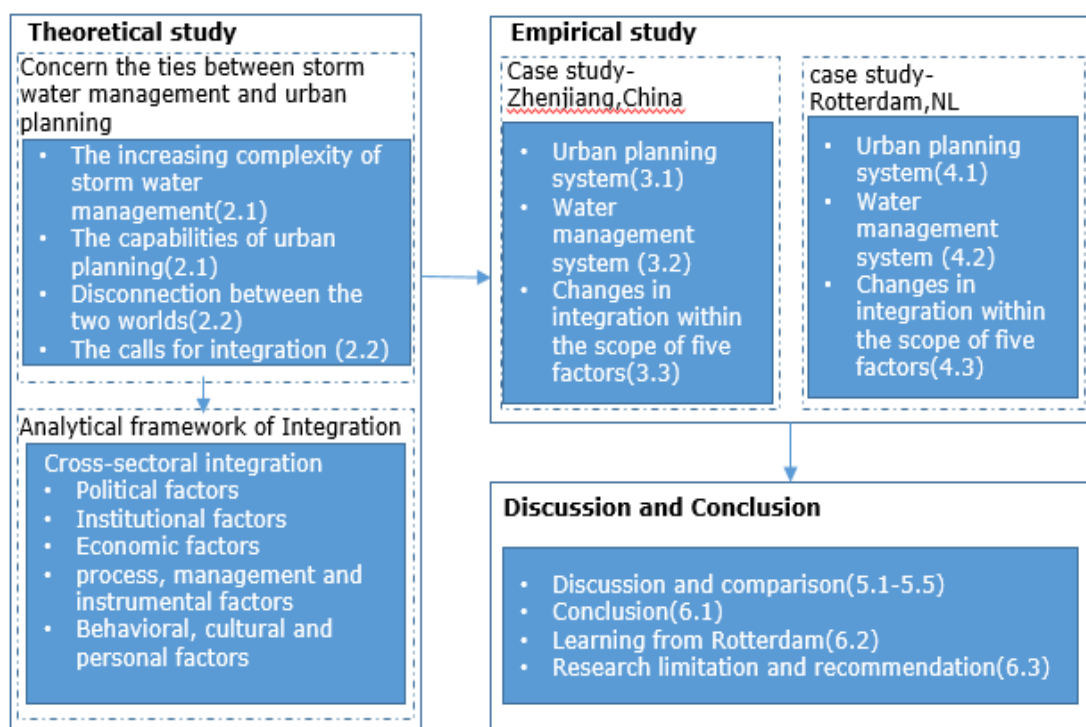 Theoretical study
Concern the ties between storm
water management and urban
planning
• The increasing complexity of
storm water
management(2.1)
• The capabilities of urban
planning(2.1)
• Disconnection between the
two worlds(2.2)
• The calls for integration (2.2)
Analytical framework of Integration
Cross-sectoral integration
• Political factors
• Institutional factors
• Economic factors
• process, management and
instrumental factors
• Behavioral, cultural and
personal factors
Empirical study
Case study-
Zhenjiang,China
• Urban planning
system(3.1)
• Water
management
system (3.2)
• Changes in
integration within
the scope of five
factors(3.3)
case study-
Rotterdam,NL
• Urban planning
system(4.1)
• Water
management
system (4.2)
• Changes in
integration within
the scope of five
factors(4.3)
Discussion and Conclusion
• Discussion and comparison(5.1-5.5)
• Conclusion(6.1)
• Learning from Rotterdam(6.2)
• Research limitation and recommendation(6.3)